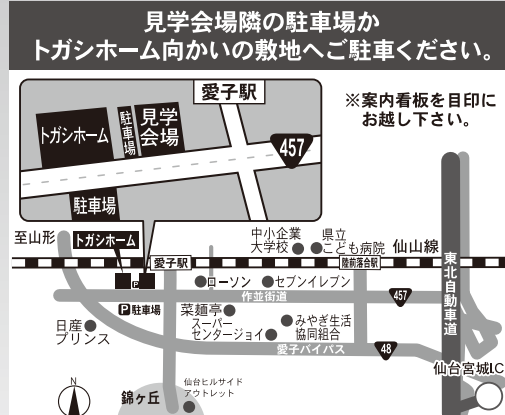 見学会場隣の駐車場か
トガシホーム向かいの敷地へご駐車ください。
愛子駅
※案内看板を目印に
お越し下さい。
トガシホーム
駐車場
見学
会場
457
駐車場
至山形
トガシホーム
中小企業
大学校
県立
こども病院
仙山線
愛子駅
陸前落合駅
東北自動車道
P
ローソン
セブンイレブン
作並街道
457
P駐車場
菜麺亭
スーパー
センタージョイ
みやぎ生活
協同組合
日産
プリンス
愛子バイパス
48
仙台宮城I.C
N
錦ヶ丘
仙台ヒルサイド
アウトレット